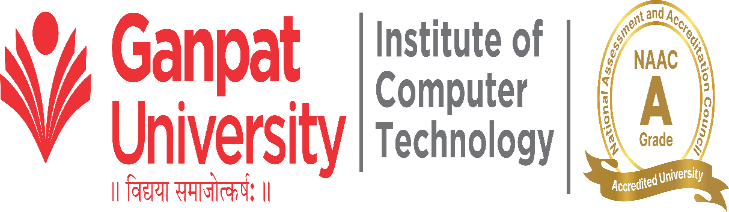 Ganpat
University
॥ विद्यया समाजोत्कर्षः ॥
Institute of
Computer
Technology
National Assessment and Accreditation Council
NAAC
A
Grade
Accredited University